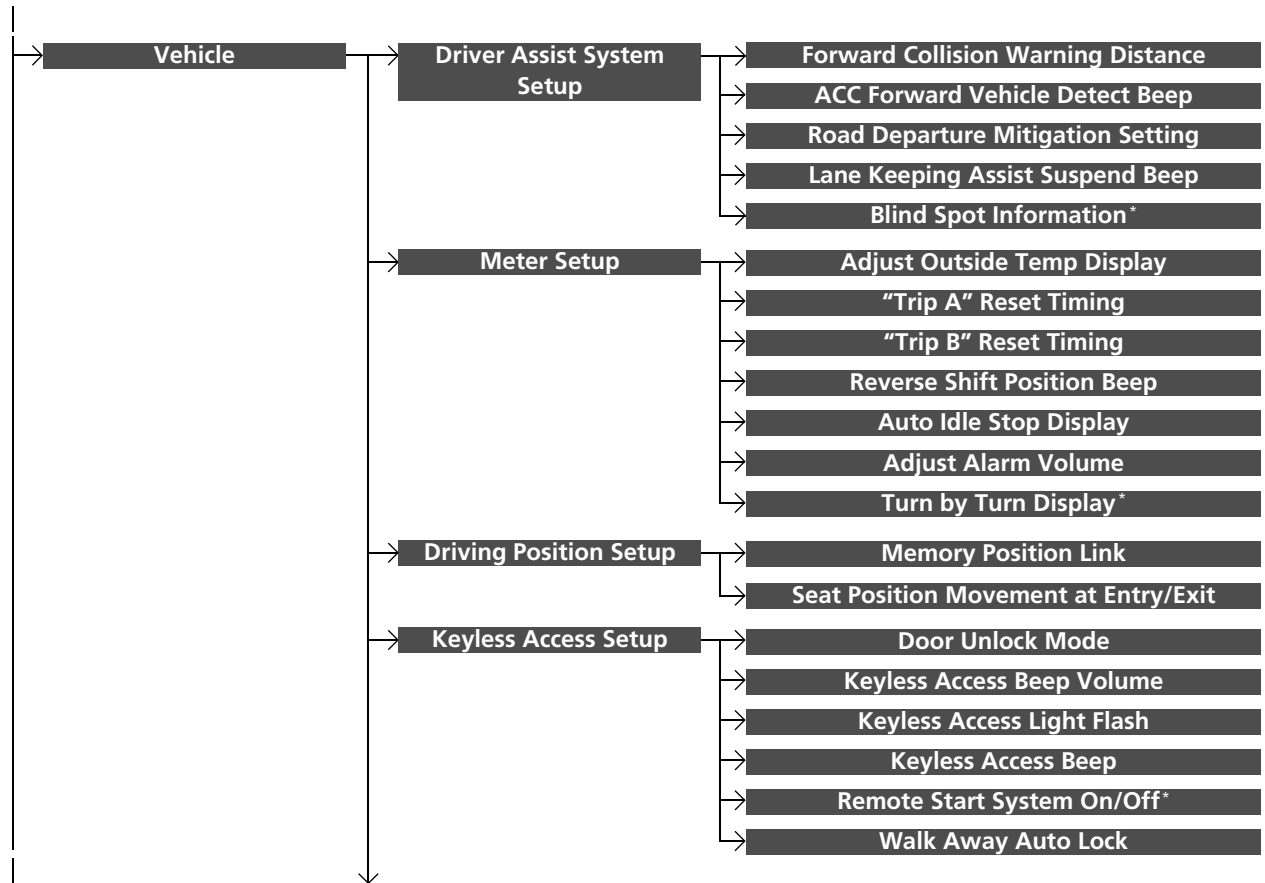 Vehicle
Driver Assist System
Setup
Forward Collision Warning Distance
ACC Forward Vehicle Detect Beep
Road Departure Mitigation Setting
Lane Keeping Assist Suspend Beep
Blind Spot Information*
Meter Setup
Adjust Outside Temp Display
“Trip A” Reset Timing
“Trip B” Reset Timing
Reverse Shift Position Beep
Auto Idle Stop Display
Adjust Alarm Volume
Turn by Turn Display*
Driving Position Setup
Memory Position Link
Seat Position Movement at Entry/Exit
Keyless Access Setup
Door Unlock Mode
Keyless Access Beep Volume
Keyless Access Light Flash
Keyless Access Beep
Remote Start System On/Off*
Walk Away Auto Lock